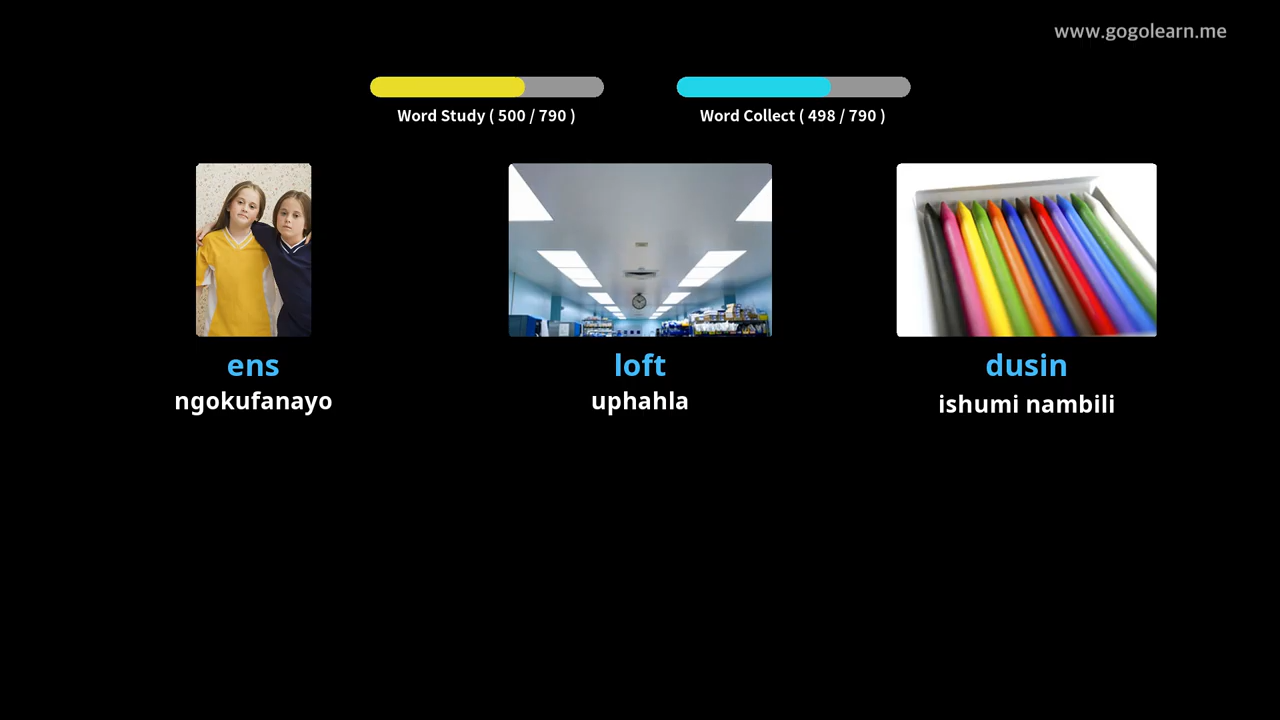 www.gogolearn.me
Word Study ( 500 / 790 )
Word Collect ( 498 / 790 )
ens
ngokufanayo
loft
uphahla
dusin
ishumi nambili